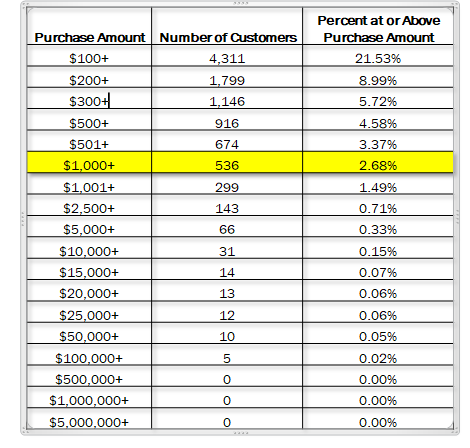 Purchase Amount Number of Customers Percent at or Above Purchase Amount
$100+ 4,311 21.53%
$200+ 1,799 8.99%
$300+ 1,146 5.72%
$500+ 916 4.58%
$501+ 674 3.37%
$1,000+ 536 2.68%
$1,001+ 299 1.49%
$2,500+ 143 0.71%
$5,000+ 66 0.33%
$10,000+ 31 0.15%
$15,000+ 14 0.07%
$20,000+ 13 0.06%
$25,000+ 12 0.06%
$50,000+ 10 0.05%
$100,000+ 5 0.02%
$500,000+ 0 0.00%
$1,000,000+ 0 0.00%
$5,000,000+ 0 0.00%